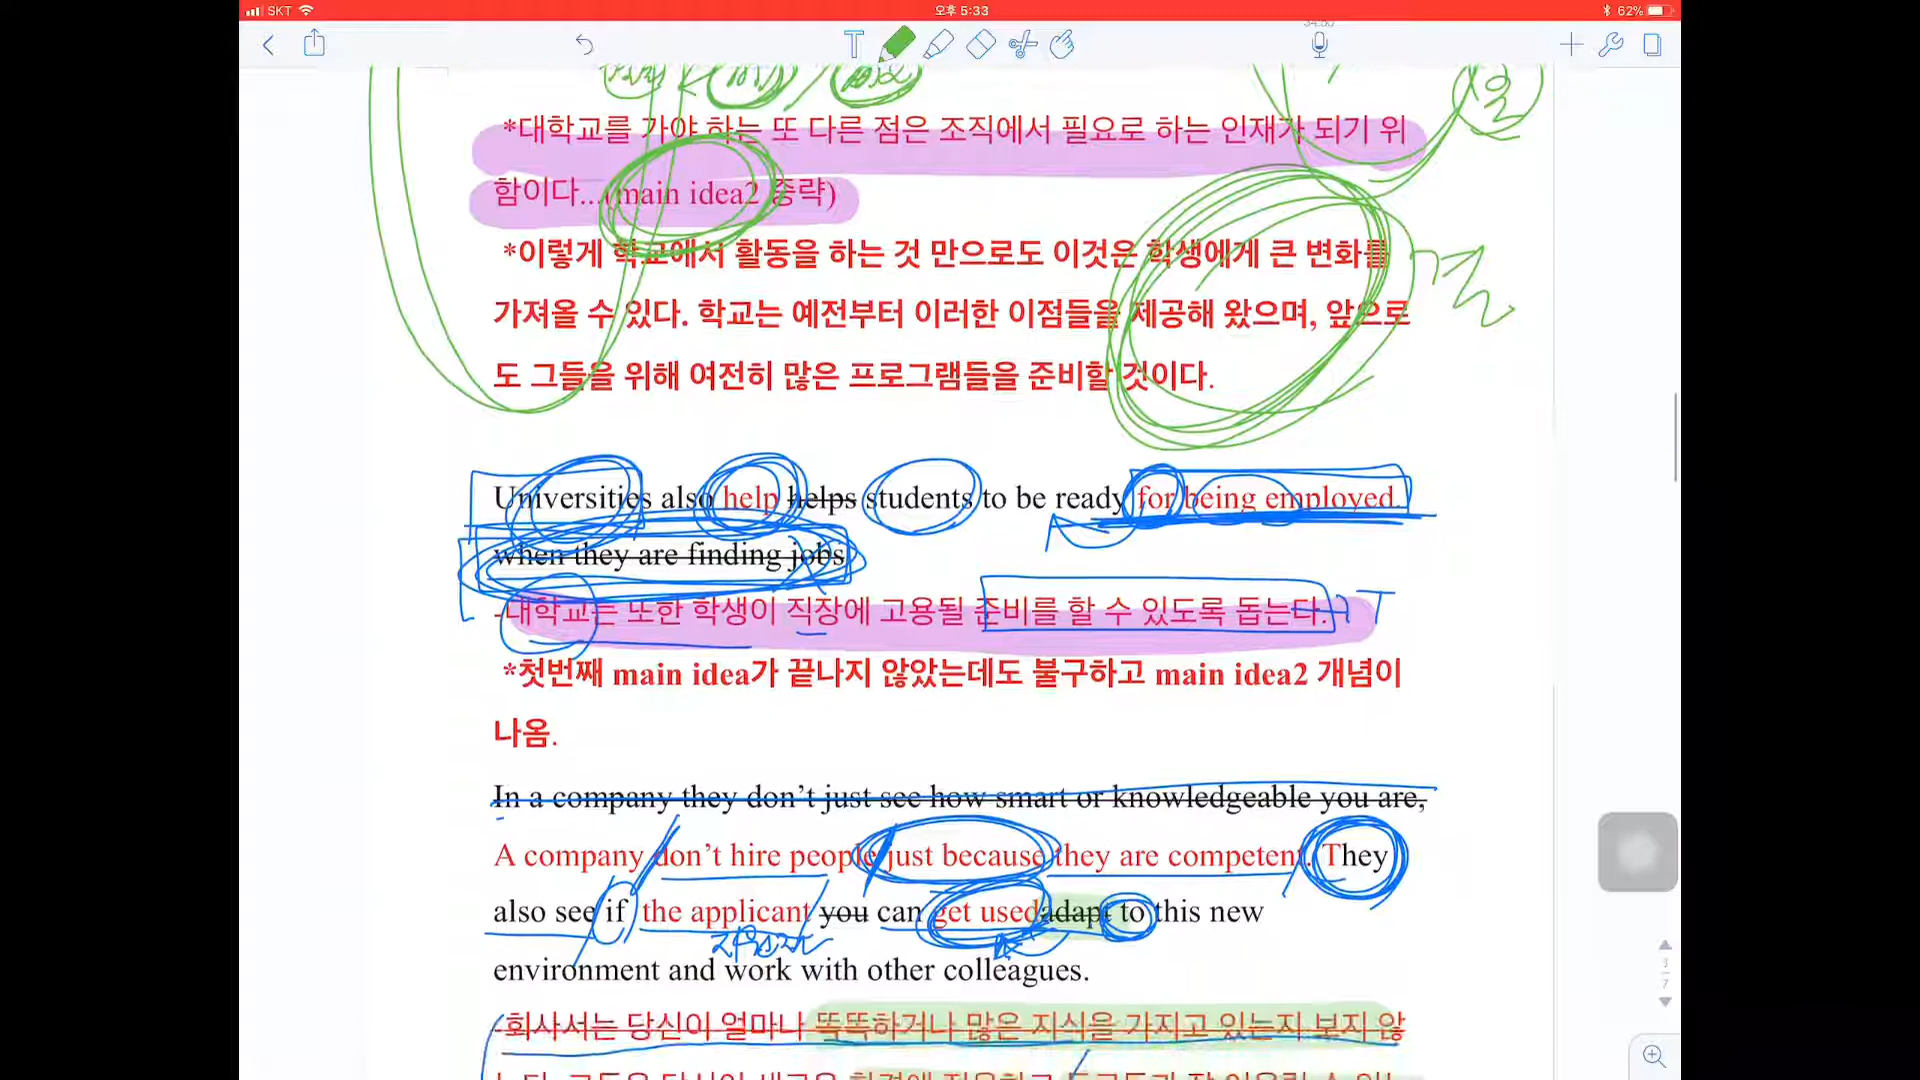 SKT 오후 5:33 62%
*대학교를 가야 하는 또 다른 점은 조직에서 필요로 하는 인재가 되기 위
함이다...(main idea2 중략)
*이렇게 학교에서 활동을 하는 것 만으로도 이것은 학생에게 큰 변화를
가져올 수 있다. 학교는 예전부터 이러한 이점들을 제공해 왔으며, 앞으로
도 그들을 위해 여전히 많은 프로그램들을 준비할 것이다.
Universities also help helps students to be ready for being employed.
when they are finding jobs
-대학교는 또한 학생이 직장에 고용될 준비를 할 수 있도록 돕는다. T
*첫번째 main idea가 끝나지 않았는데도 불구하고 main idea2 개념이
나옴.
In a company they don't just see how smart or knowledgeable you are,
A company don't hire people just because they are competent. They
also see if the applicant you can get used adapt to this new
environment and work with other colleagues.
-회사서는 당신이 얼마나 똑똑하거나 많은 지식을 가지고 있는지 보지 않
3
7